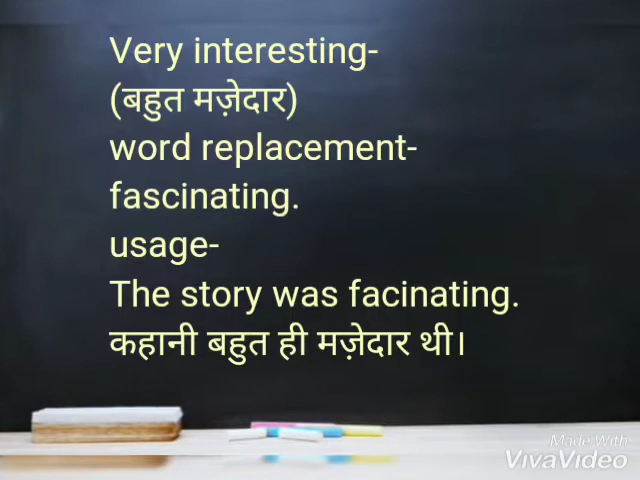 Very interesting-
(बहुत मज़ेदार)
word replacement-
fascinating.
usage-
The story was facinating.
कहानी बहुत ही मज़ेदार थी।
Made With
VivaVideo